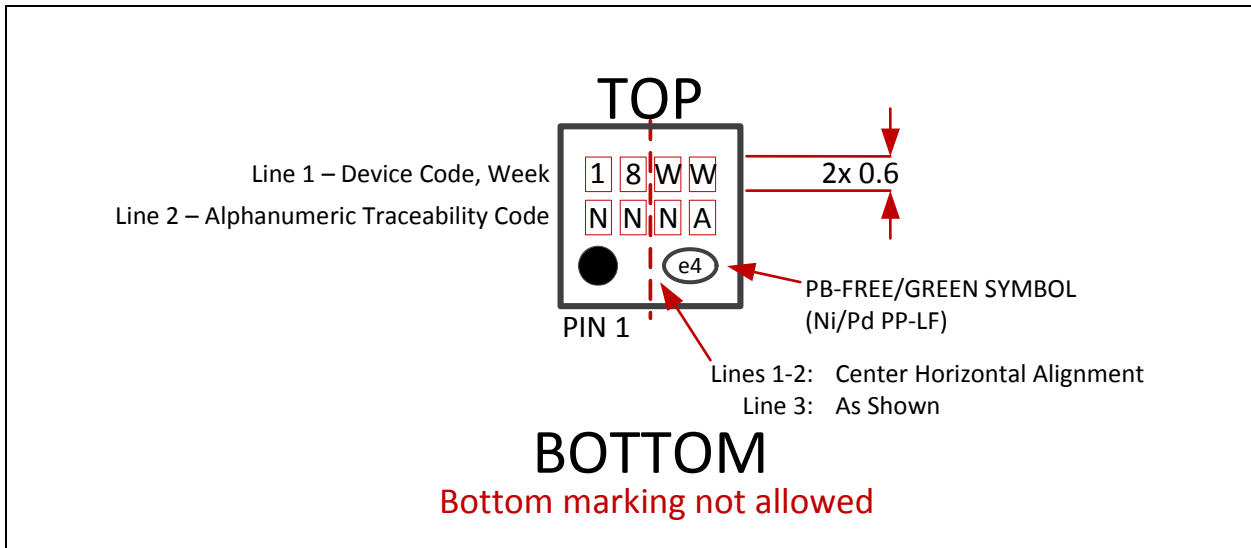 TOP
Line 1 – Device Code, Week
1 8 W W
2x 0.6
Line 2 – Alphanumeric Traceability Code
N N N A
e4
PB-FREE/GREEN SYMBOL
(Ni/Pd PP-LF)
PIN 1
Lines 1-2: Center Horizontal Alignment
Line 3: As Shown
BOTTOM
Bottom marking not allowed